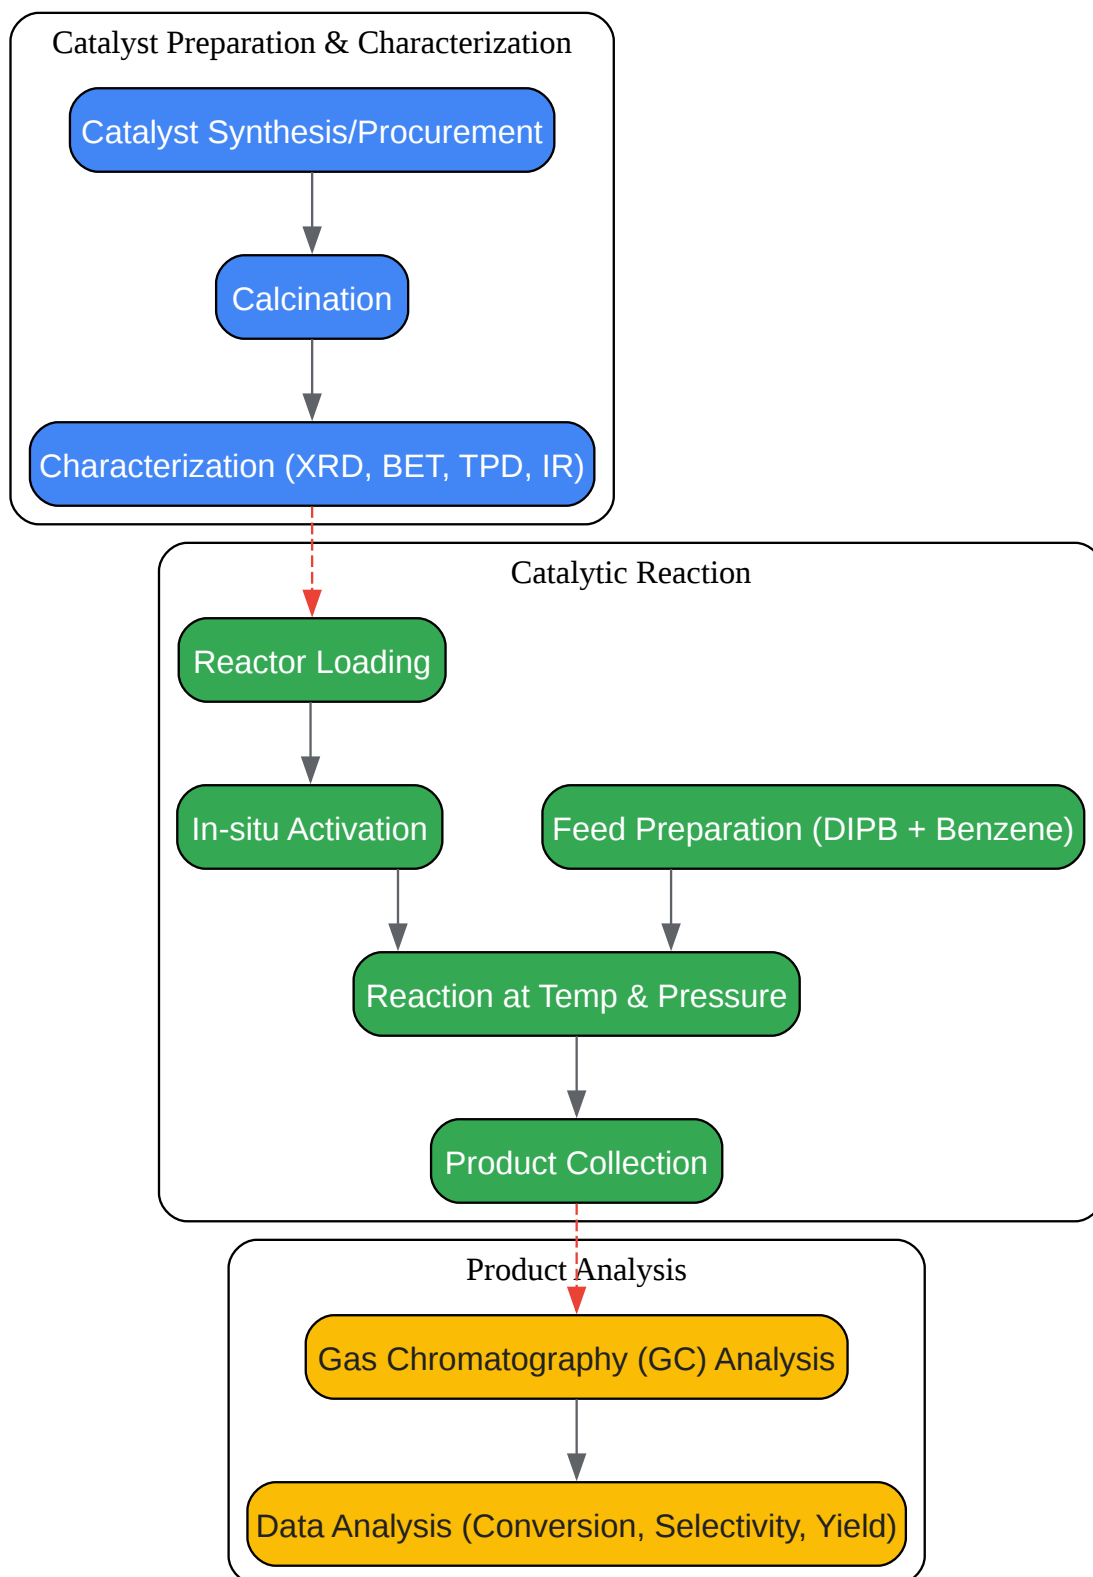 Catalyst Preparation & Characterization
Catalyst Synthesis/Procurement
Calcination
Characterization (XRD, BET, TPD, IR)
Catalytic Reaction
Reactor Loading
In-situ Activation
Feed Preparation (DIPB + Benzene)
Reaction at Temp & Pressure
Product Collection
Product Analysis
Gas Chromatography (GC) Analysis
Data Analysis (Conversion, Selectivity, Yield)